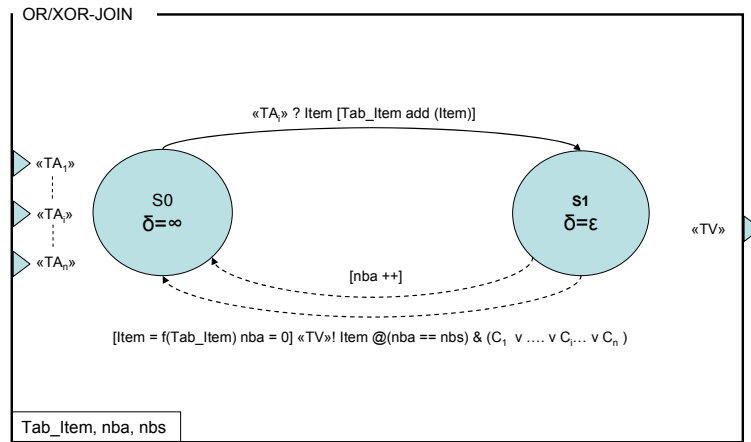 OR/XOR-JOIN
«TAᵢ» ? Item [Tab_Item add (Item)]
«TA₁»
«TAᵢ»
«TAₙ»
S0
δ=∞
S1
δ=ε
«TV»
[nba ++]
[Item = f(Tab_Item) nba = 0] «TV»! Item @(nba == nbs) & (C₁ v .... v Cᵢ... v Cₙ )
Tab_Item, nba, nbs